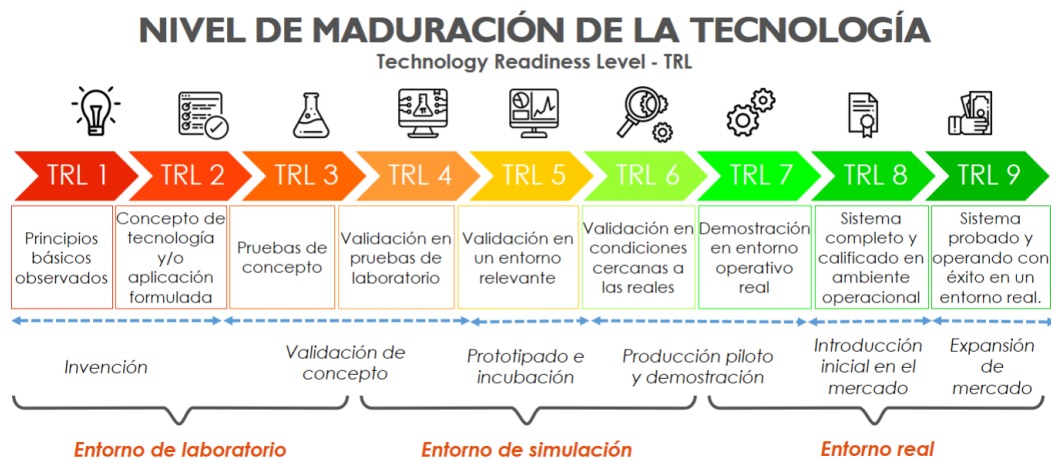 NIVEL DE MADURACIÓN DE LA TECNOLOGÍA
Technology Readiness Level - TRL
TRL 1
TRL 2
TRL 3
TRL 4
TRL 5
TRL 6
TRL 7
TRL 8
TRL 9
Principios
básicos
observados
Concepto de
tecnología
y/o
aplicación
formulada
Pruebas de
concepto
Validación en
pruebas de
laboratorio
Validación en
un entorno
relevante
Validación en
condiciones
cercanas a
las reales
Demostración
en entorno
operativo
real
Sistema
completo y
calificado en
ambiente
operacional
Sistema
probado y
operando con
éxito en un
entorno real.
Invención
Validación de
concepto
Prototipado e
incubación
Producción piloto
y demostración
Introducción
inicial en el
mercado
Expansión
de
mercado
Entorno de laboratorio
Entorno de simulación
Entorno real